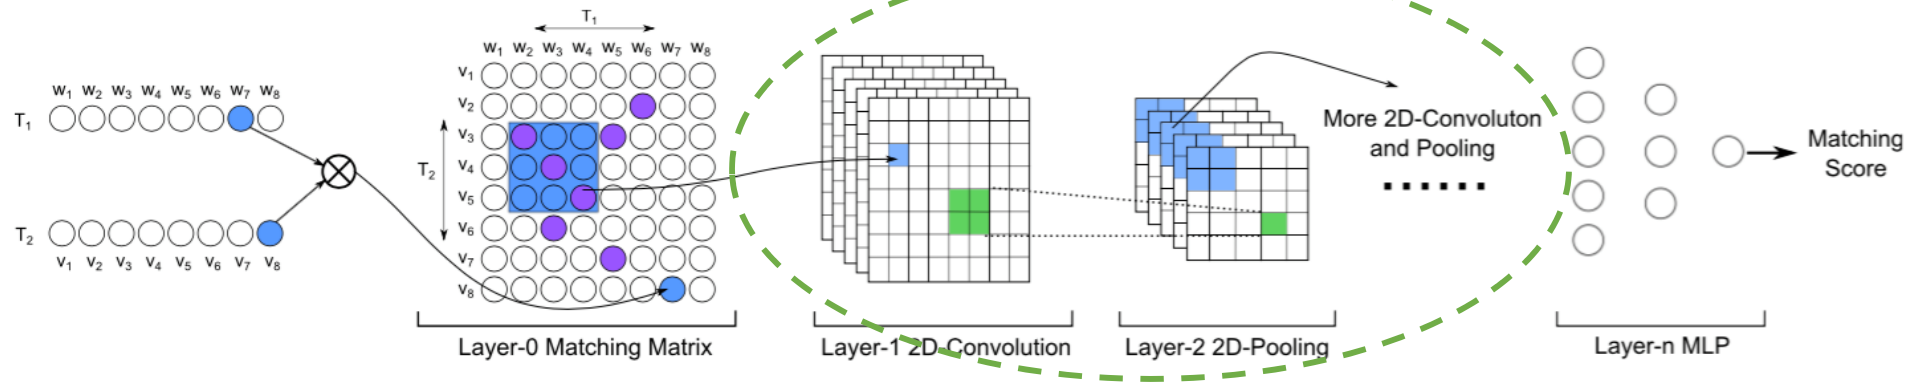 T1
w1 w2 w3 w4 w5 w6 w7 w8
T1
T2
v1 v2 v3 v4 v5 v6 v7 v8
T1
w1 w2 w3 w4 w5 w6 w7 w8
v1
v2
v3
v4
v5
v6
v7
v8
T2
Layer-0 Matching Matrix
Layer-1 2D-Convolution
Layer-2 2D-Pooling
More 2D-Convoluton
and Pooling
......
Layer-n MLP
Matching
Score